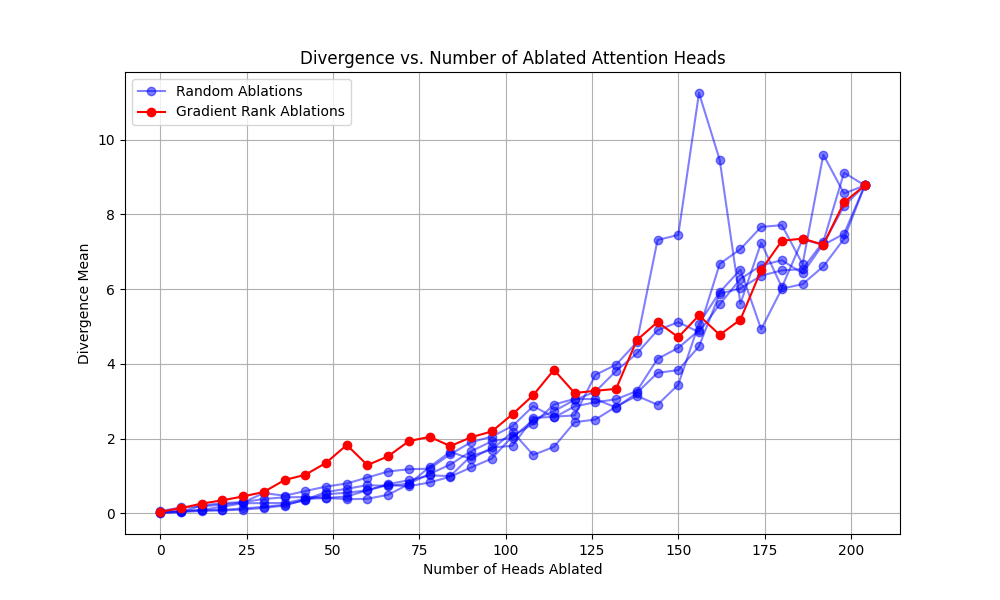 Divergence vs. Number of Ablated Attention Heads
Random Ablations
Gradient Rank Ablations
Divergence Mean
10
8
6
4
2
0
0 25 50 75 100 125 150 175 200
Number of Heads Ablated